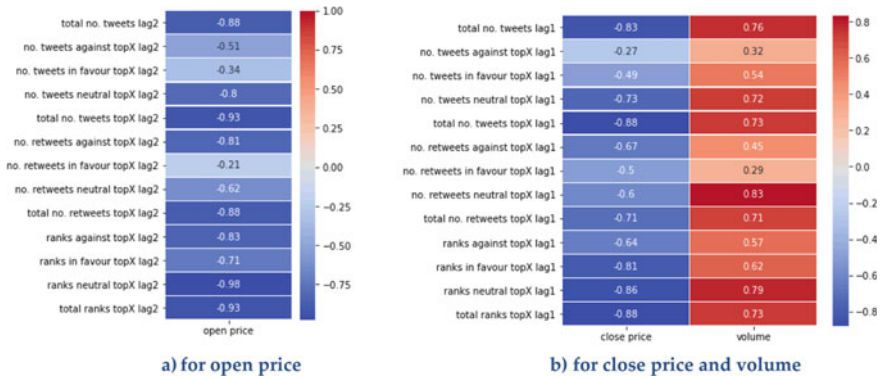 total no. tweets lag2 -0.88
no. tweets against topX lag2 -0.51
no. tweets in favour topX lag2 -0.34
no. tweets neutral topX lag2 -0.8
total no. tweets topX lag2 -0.93
no. retweets against topX lag2 -0.81
no. retweets in favour topX lag2 -0.21
no. retweets neutral topX lag2 -0.62
total no. retweets topX lag2 -0.88
ranks against topX lag2 -0.83
ranks in favour topX lag2 -0.71
ranks neutral topX lag2 -0.98
total ranks topX lag2 -0.93
open price
1.00
0.75
0.50
0.25
0.00
-0.25
-0.50
-0.75
a) for open price
total no. tweets lag1 -0.83 0.76
no. tweets against topX lag1 -0.27 0.32
no. tweets in favour topX lag1 -0.49 0.54
no. tweets neutral topX lag1 -0.73 0.72
total no. tweets topX lag1 -0.88 0.73
no. retweets against topX lag1 -0.67 0.45
no. retweets in favour topX lag1 -0.5 0.29
no. retweets neutral topX lag1 -0.6 0.83
total no. retweets topX lag1 -0.71 0.71
ranks against topX lag1 -0.64 0.57
ranks in favour topX lag1 -0.81 0.62
ranks neutral topX lag1 -0.86 0.79
total ranks topX lag1 -0.88 0.73
close price volume
0.8
0.6
0.4
0.2
0.0
-0.2
-0.4
-0.6
-0.8
b) for close price and volume